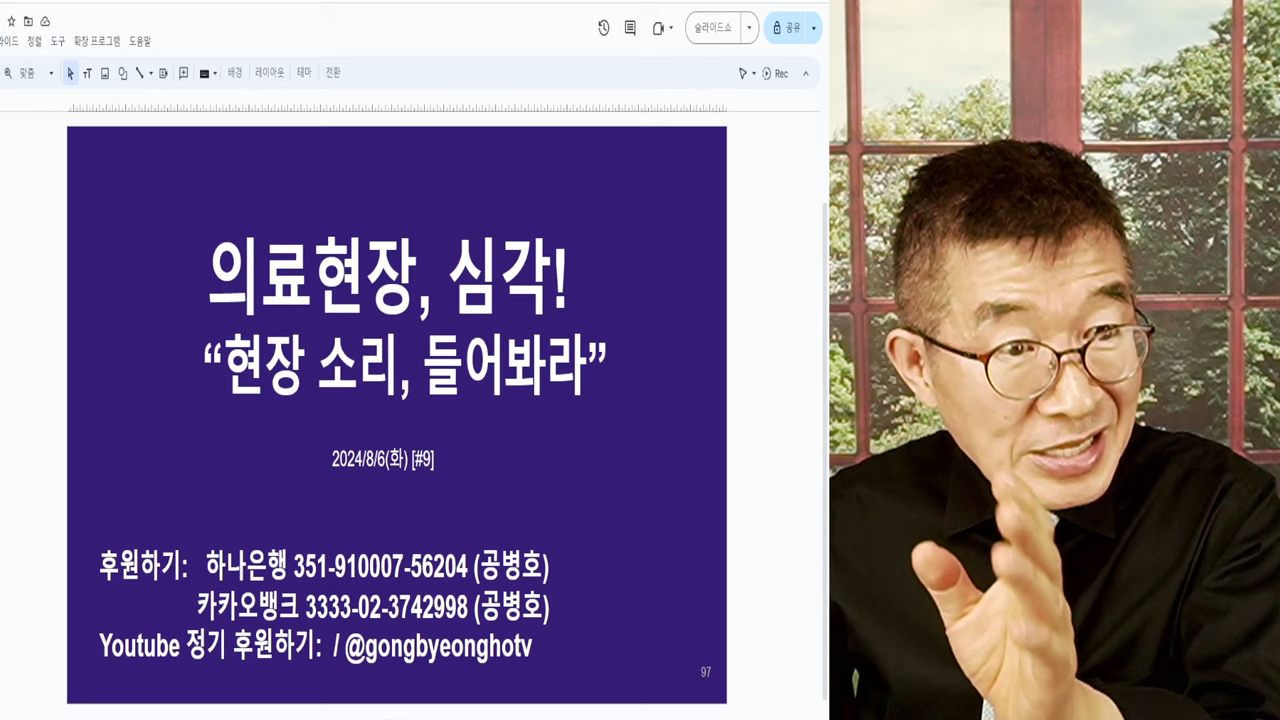 라이드 정렬 도구 확장 프로그램 도움말
슬라이드쇼
공유
맞춤
배경 레이아웃 테마 전환
Rec
의료현장, 심각!
“현장 소리, 들어봐라”
2024/8/6(화) [#9]
후원하기: 하나은행 351-910007-56204 (공병호)
카카오뱅크 3333-02-3742998 (공병호)
Youtube 정기 후원하기: / @gongbyeonghotv
97